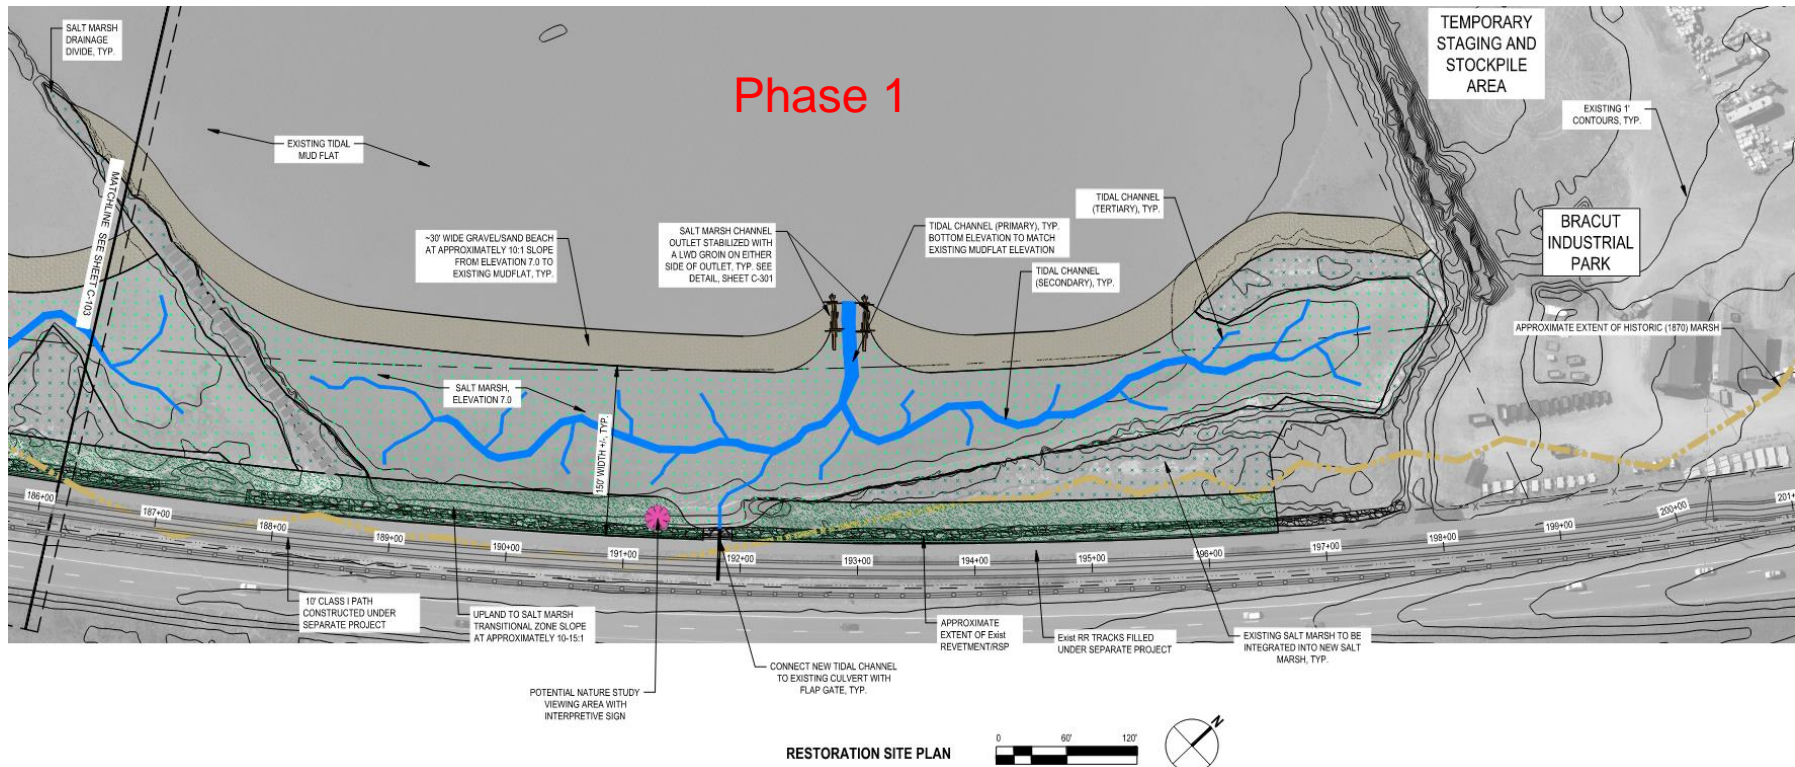 SALT MARSH
DRAINAGE
DIVIDE, TYP.
Phase 1
TEMPORARY
STAGING AND
STOCKPILE
AREA
EXISTING 1'
CONTOURS, TYP.
EXISTING TIDAL
MUD FLAT
MATCHLINE SEE SHEET C-103
~30' WIDE GRAVEL/SAND BEACH
AT APPROXIMATELY 10:1 SLOPE
FROM ELEVATION 7.0 TO
EXISTING MUDFLAT, TYP.
SALT MARSH CHANNEL
OUTLET STABILIZED WITH
A LWD GROIN ON EITHER
SIDE OF OUTLET, TYP. SEE
DETAIL, SHEET C-301
TIDAL CHANNEL (PRIMARY), TYP.
BOTTOM ELEVATION TO MATCH
EXISTING MUDFLAT ELEVATION
TIDAL CHANNEL
(TERTIARY), TYP.
TIDAL CHANNEL
(SECONDARY), TYP.
BRACUT
INDUSTRIAL
PARK
APPROXIMATE EXTENT OF HISTORIC (1870) MARSH
SALT MARSH,
ELEVATION 7.0
150' WIDTH +/-, TYP.
186+00
187+00
188+00
189+00
190+00
191+00
192+00
193+00
194+00
195+00
196+00
197+00
198+00
199+00
200+00
10' CLASS I PATH
CONSTRUCTED UNDER
SEPARATE PROJECT
UPLAND TO SALT MARSH
TRANSITIONAL ZONE SLOPE
AT APPROXIMATELY 10-15:1
APPROXIMATE
EXTENT OF Exist
REVETMENT/RSP
Exist RR TRACKS FILLED
UNDER SEPARATE PROJECT
EXISTING SALT MARSH TO BE
INTEGRATED INTO NEW SALT
MARSH, TYP.
CONNECT NEW TIDAL CHANNEL
TO EXISTING CULVERT WITH
FLAP GATE, TYP.
POTENTIAL NATURE STUDY
VIEWING AREA WITH
INTERPRETIVE SIGN
RESTORATION SITE PLAN
0 60' 120'
N